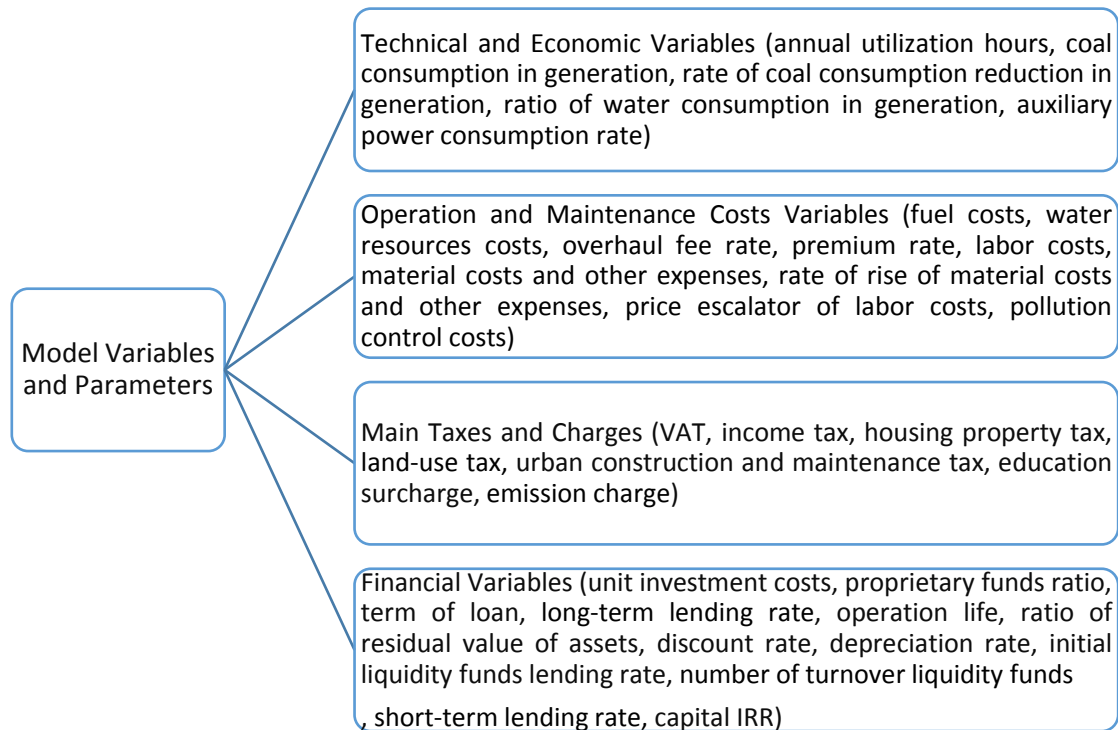 Model Variables
and Parameters
Technical and Economic Variables (annual utilization hours, coal
consumption in generation, rate of coal consumption reduction in
generation, ratio of water consumption in generation, auxiliary
power consumption rate)
Operation and Maintenance Costs Variables (fuel costs, water
resources costs, overhaul fee rate, premium rate, labor costs,
material costs and other expenses, rate of rise of material costs
and other expenses, price escalator of labor costs, pollution
control costs)
Main Taxes and Charges (VAT, income tax, housing property tax,
land-use tax, urban construction and maintenance tax, education
surcharge, emission charge)
Financial Variables (unit investment costs, proprietary funds ratio,
term of loan, long-term lending rate, operation life, ratio of
residual value of assets, discount rate, depreciation rate, initial
liquidity funds lending rate, number of turnover liquidity funds
, short-term lending rate, capital IRR)